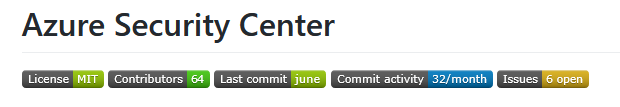 Azure Security Center
License MIT Contributors 64 Last commit june Commit activity 32/month Issues 6 open